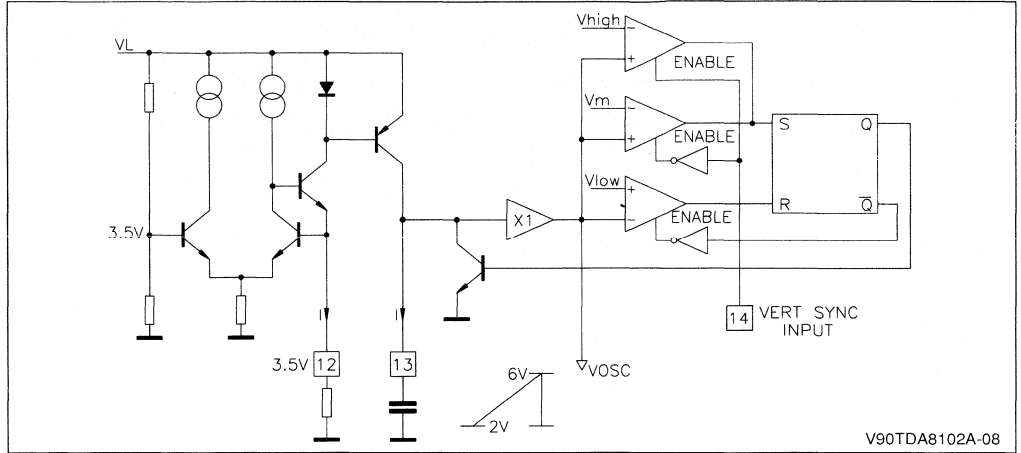 Vhigh
−
+
ENABLE
VL
Vm
−
+
ENABLE
S Q
Vlow
+
−
ENABLE
R Q̅
X1
3.5V
I I
14 VERT SYNC
INPUT
3.5V 12 13
VOSC
6V
2V
V90TDA8102A-08